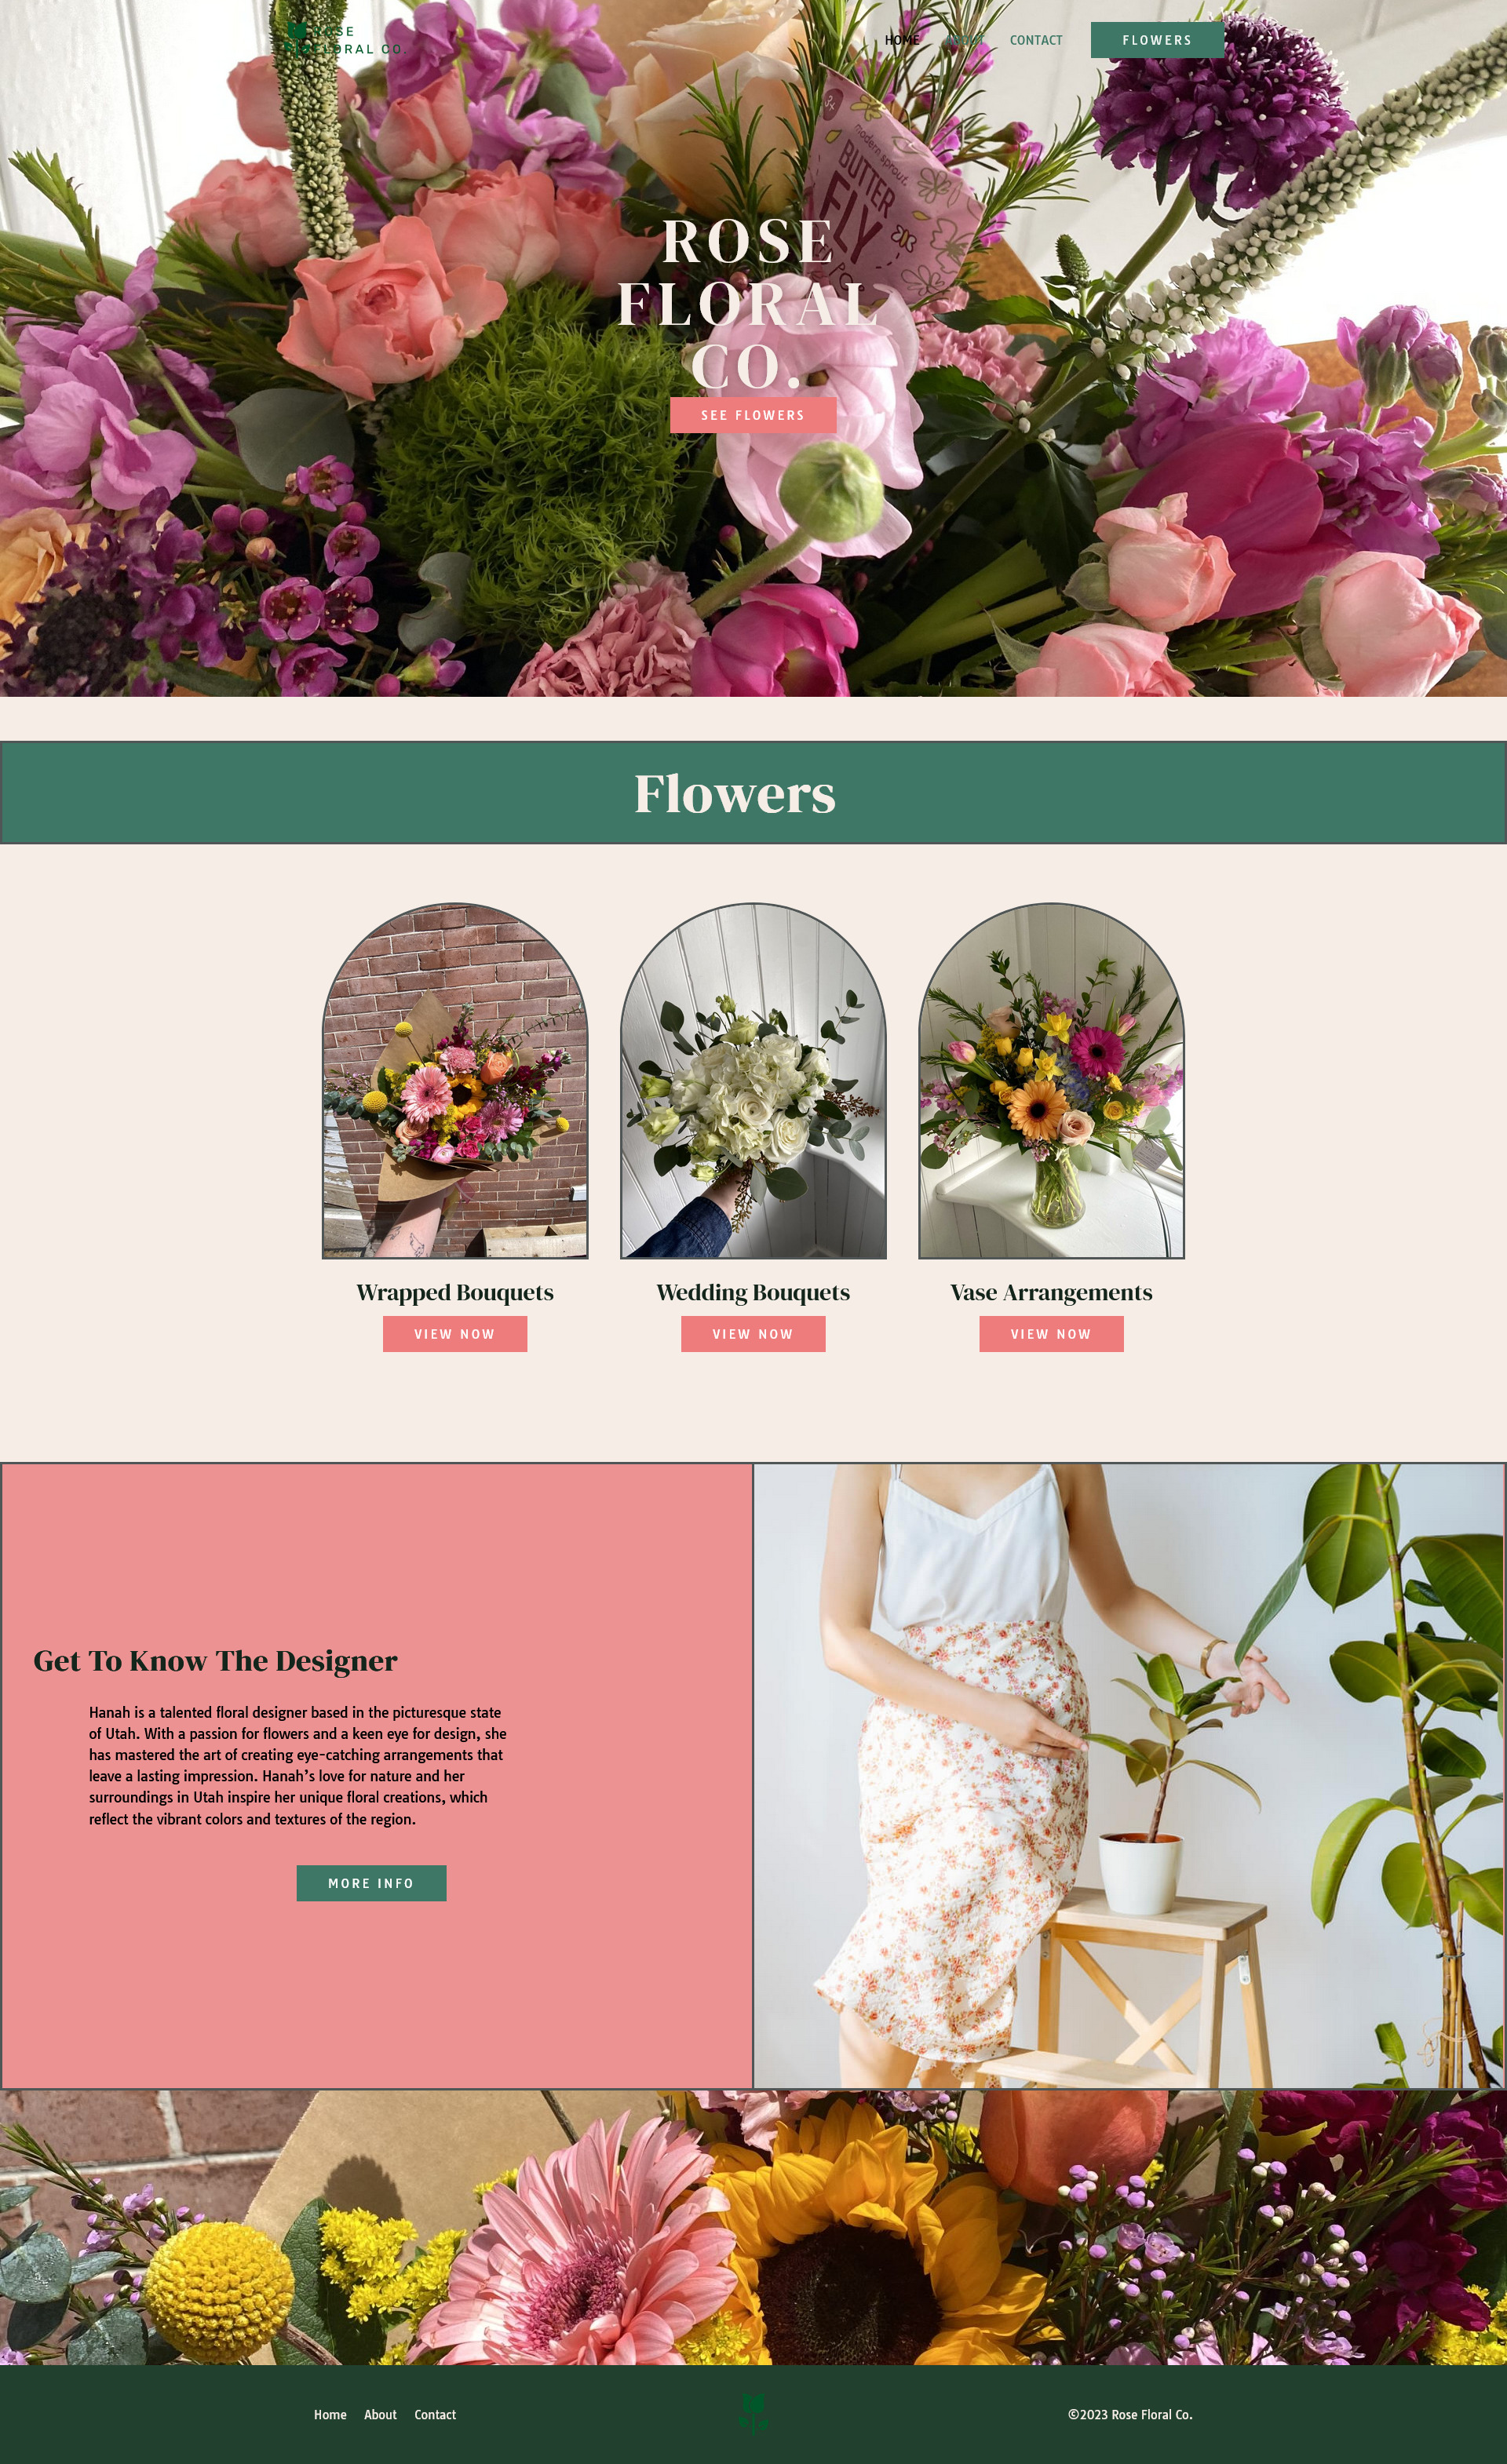 ROSE
FLORAL CO.
HOME
CONTACT
FLOWERS
3+
modern sprout.
BUTTER
FLY
ROSE
FLORAL
CO.
SEE FLOWERS
Flowers
Wrapped Bouquets
Wedding Bouquets
Vase Arrangements
VIEW NOW
VIEW NOW
VIEW NOW
Get To Know The Designer
Hanah is a talented floral designer based in the picturesque state
of Utah. With a passion for flowers and a keen eye for design, she
has mastered the art of creating eye-catching arrangements that
leave a lasting impression. Hanah’s love for nature and her
surroundings in Utah inspire her unique floral creations, which
reflect the vibrant colors and textures of the region.
MORE INFO
Home
About
Contact
©2023 Rose Floral Co.